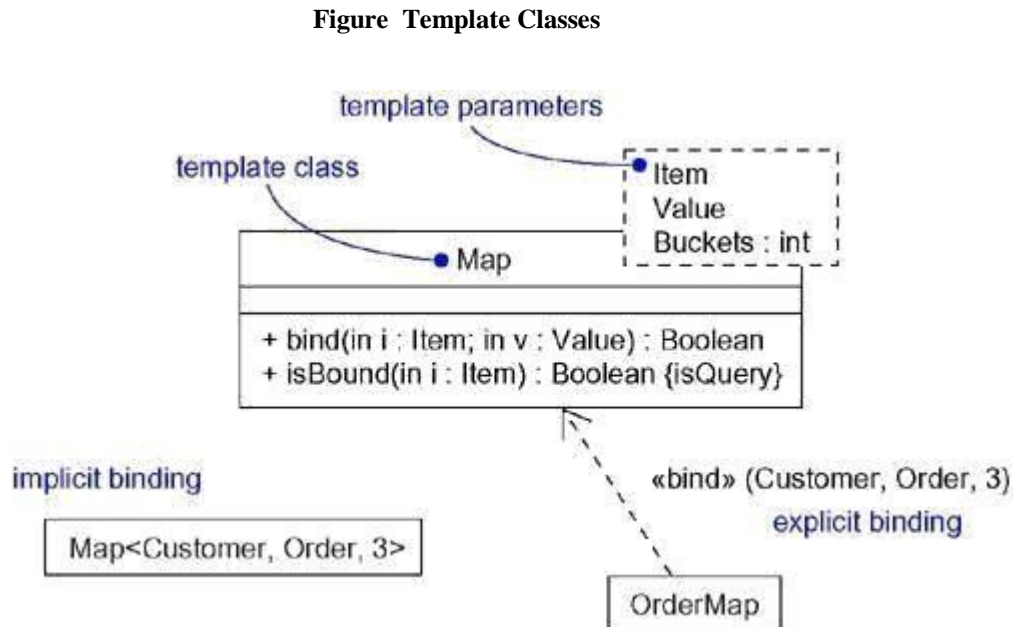 Figure Template Classes
template parameters
template class
Item
Value
Buckets : int
Map
+ bind(in i : Item; in v : Value) : Boolean
+ isBound(in i : Item) : Boolean {isQuery}
implicit binding
«bind» (Customer, Order, 3)
explicit binding
Map<Customer, Order, 3>
OrderMap